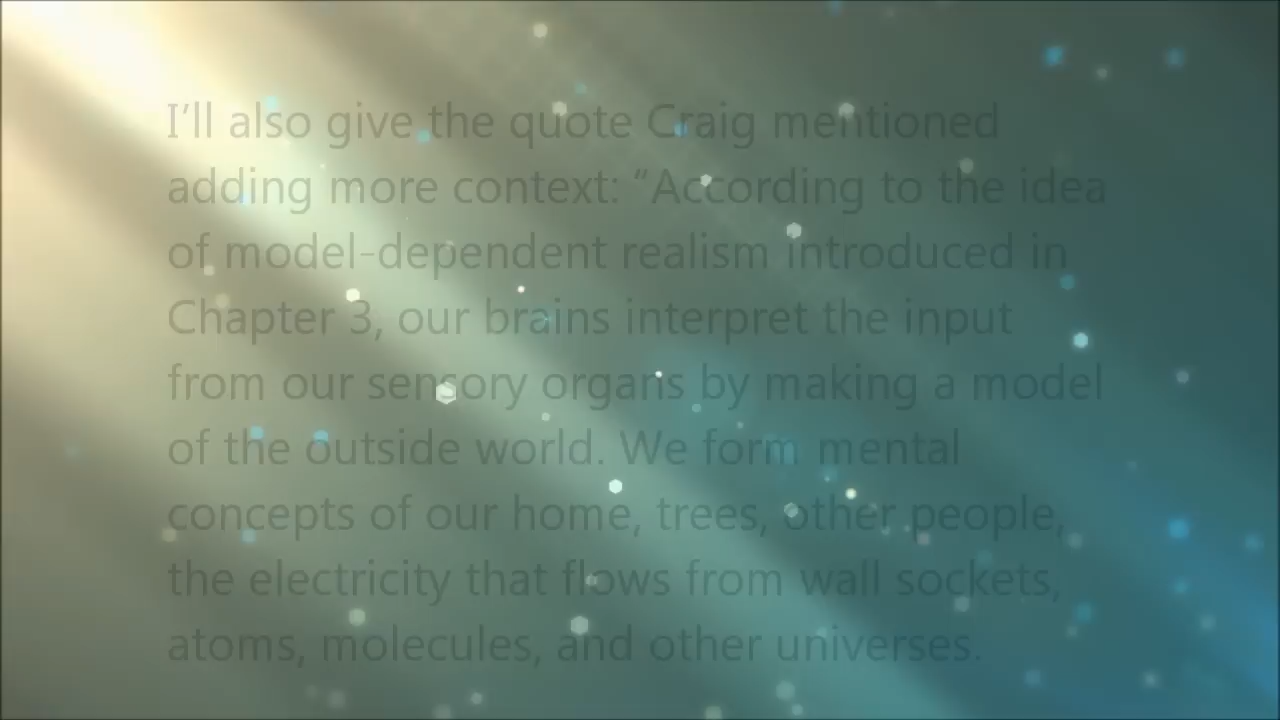 I’ll also give the quote Craig mentioned
adding more context: “According to the idea
of model-dependent realism introduced in
Chapter 3, our brains interpret the input
from our sensory organs by making a model
of the outside world. We form mental
concepts of our home, trees, other people,
the electricity that flows from wall sockets,
atoms, molecules, and other universes.